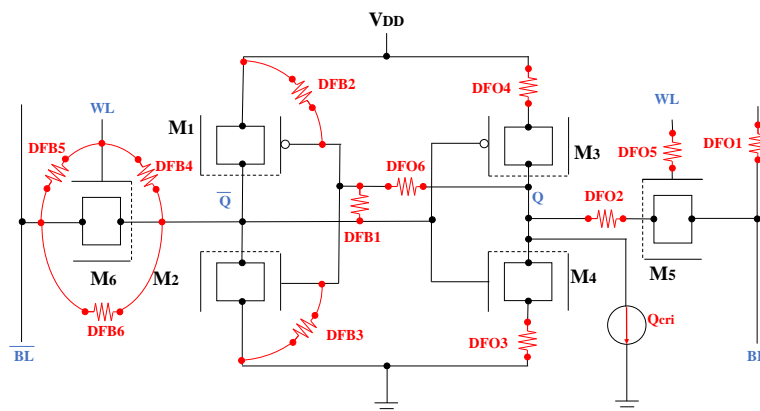 VDD
DFB2
DFO4
WL
WL
M1
M3
DFB5
DFB4
DFO5
DFO1
Q
DFO6
Q
DFO2
DFB1
M6
M2
M4
M5
DFB6
DFB3
DFO3
Qcri
BL